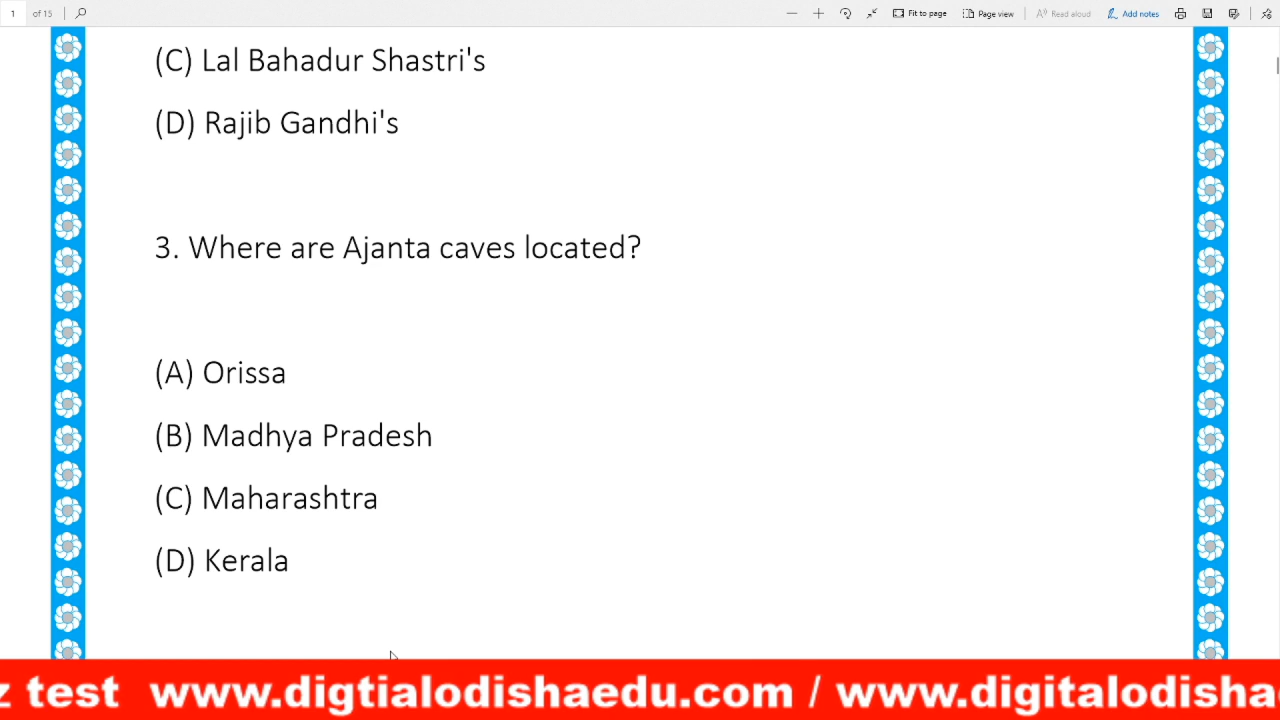 1 of 15 Fit to page Page view Read aloud Add notes
(C) Lal Bahadur Shastri's
(D) Rajib Gandhi's
3. Where are Ajanta caves located?
(A) Orissa
(B) Madhya Pradesh
(C) Maharashtra
(D) Kerala
z test www.digtialodishaedu.com / www.digitalodishae